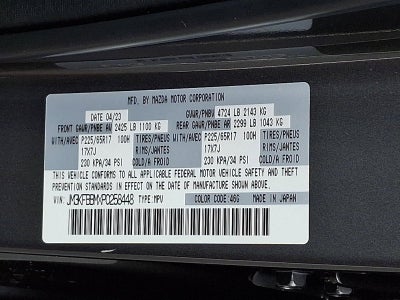 MFD. BY MAZDA MOTOR CORPORATION
DATE 04/23 GAWR/PNBV 4724 LB 2143 KG
FRONT GAWR/PNBE AV 2425 LB 1100 KG REAR GAWR/PNBE AR 2299 LB 1043 KG
WITH/AVEC P225/65R17 100H TIRES/PNEUS WITH/AVEC P225/65R17 100H TIRES/PNEUS
17X7J RIMS/JANTES 17X7J RIMS/JANTES
230 KPA/34 PSI COLD/A FROID 230 KPA/34 PSI COLD/A FROID
THIS VEHICLE CONFORMS TO ALL APPLICABLE FEDERAL MOTOR VEHICLE SAFETY AND THEFT
PREVENTION STANDARDS IN EFFECT ON THE DATE OF MANUFACTURE SHOWN ABOVE.
VIN: TYPE:MPV COLOR CODE:46G MADE IN JAPAN